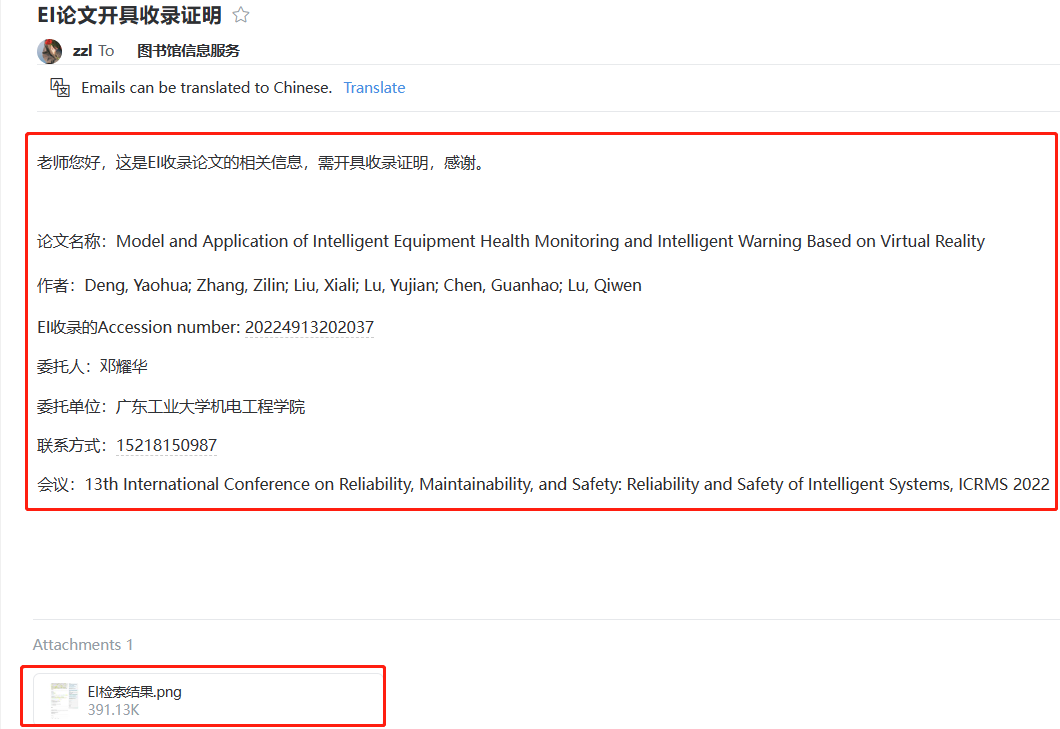 EI论文开具收录证明
zzl To 图书馆信息服务
Emails can be translated to Chinese. Translate
老师您好，这是EI收录论文的相关信息，需开具收录证明，感谢。
论文名称：Model and Application of Intelligent Equipment Health Monitoring and Intelligent Warning Based on Virtual Reality
作者：Deng, Yaohua; Zhang, Zilin; Liu, Xiali; Lu, Yujian; Chen, Guanhao; Lu, Qiwen
EI收录的Accession number: 20224913202037
委托人：邓耀华
委托单位：广东工业大学机电工程学院
联系方式：15218150987
会议：13th International Conference on Reliability, Maintainability, and Safety: Reliability and Safety of Intelligent Systems, ICRMS 2022
Attachments 1
EI检索结果.png
391.13K